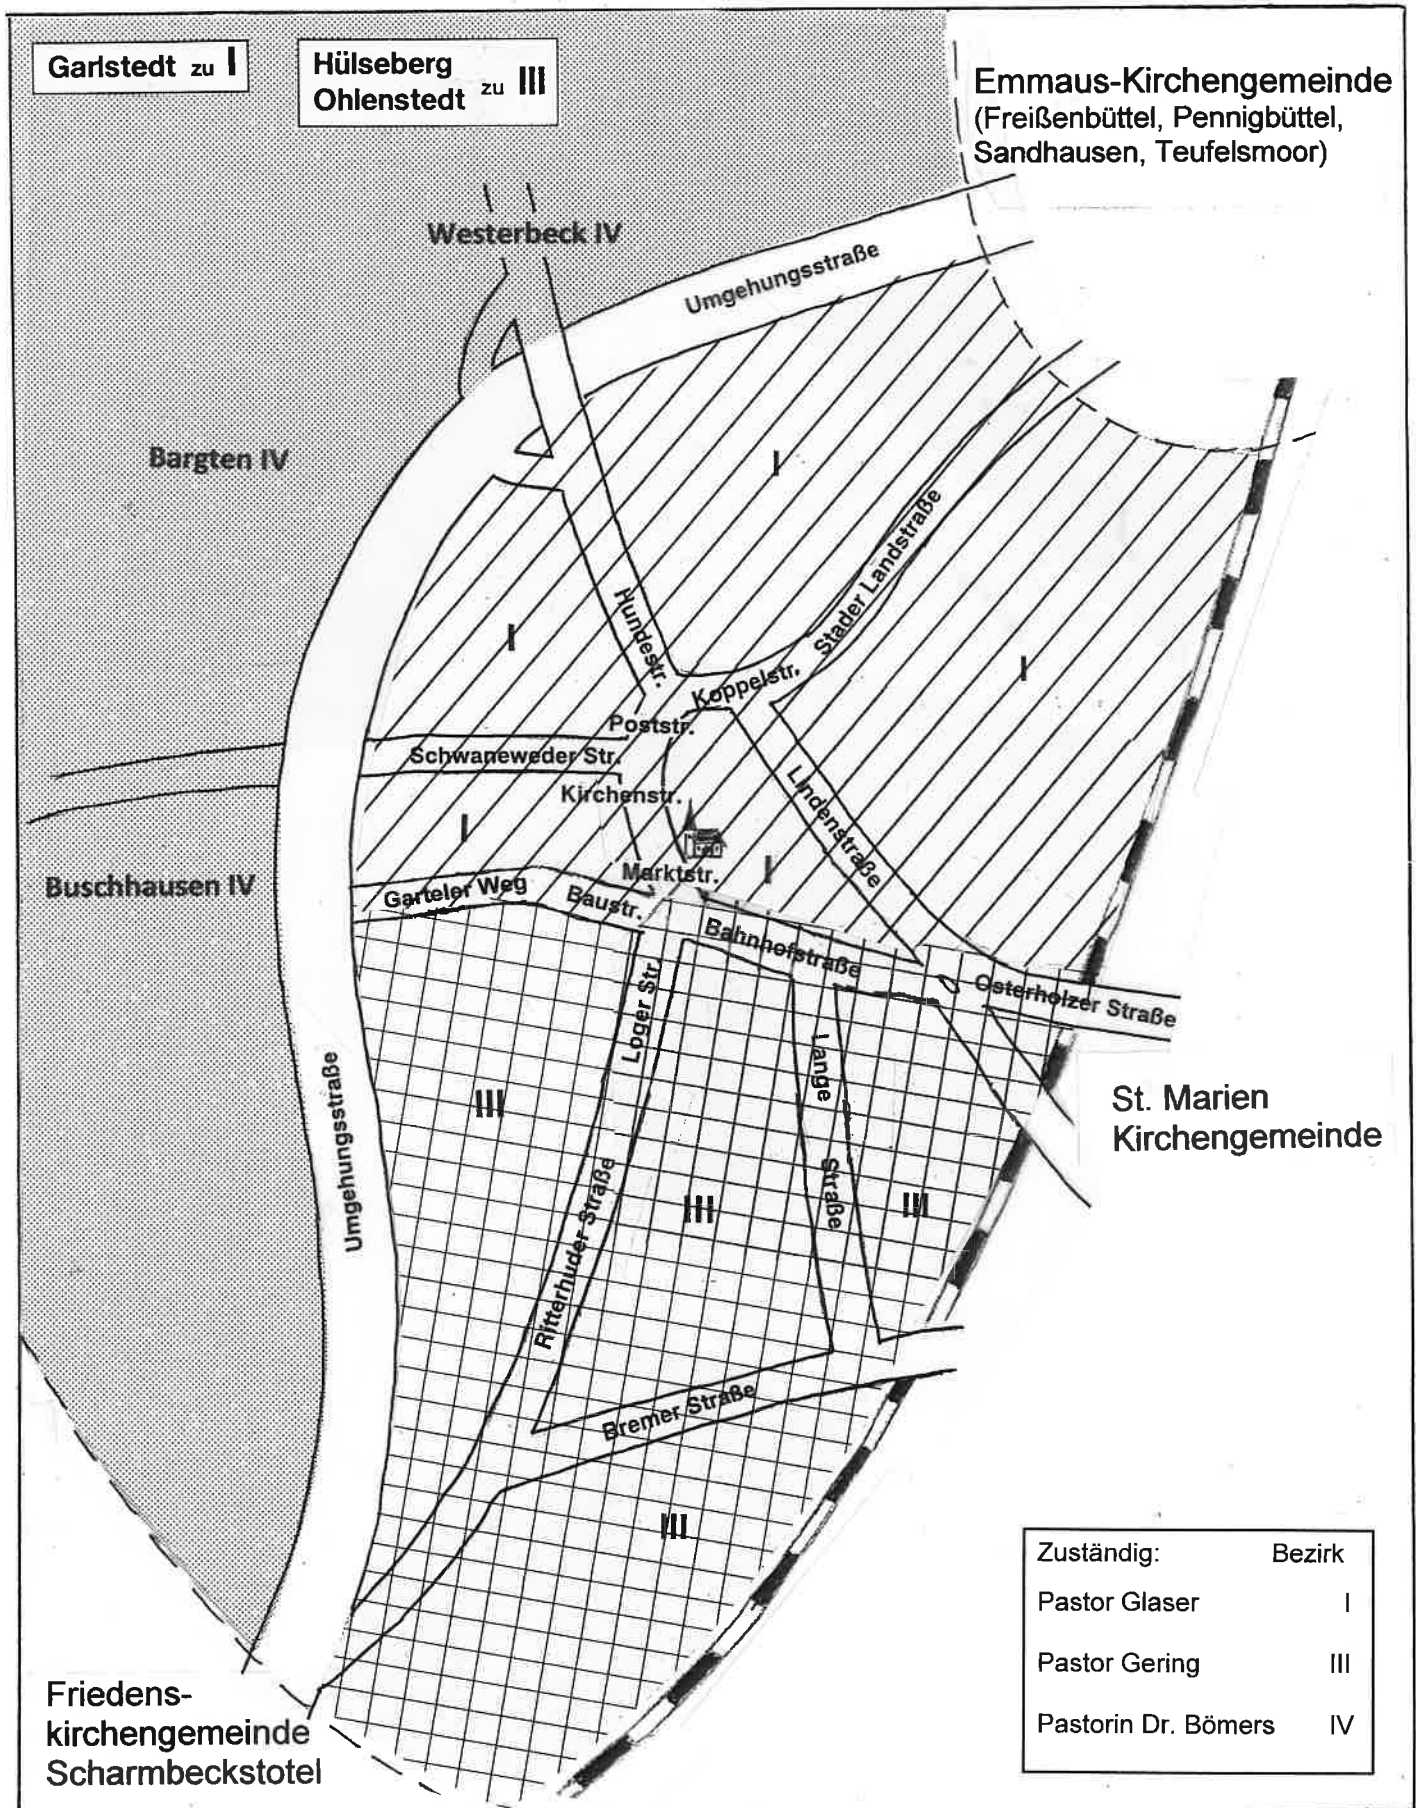 Garlstedt zu I
Hülseberg
Ohlenstedt zu III
Emmaus-Kirchengemeinde
(Freißenbüttel, Pennigbüttel,
Sandhausen, Teufelsmoor)
Westerbeck IV
Umgehungsstraße
Bargten IV
I
Stader Landstraße
I
Hundestr.
I
Koppelstr.
Poststr.
Schwaneweder Str.
Kirchenstr.
Lindenstraße
I
Marktstr.
I
Buschhausen IV
Garteler Weg
Baustr.
Bahnhofstraße
Osterholzer Straße
Loger Str.
Lange
Straße
Umgehungsstraße
III
St. Marien
Kirchengemeinde
Ritterhuder Straße
III
III
Bremer Straße
III
Zuständig: Bezirk
Pastor Glaser I
Pastor Gering III
Pastorin Dr. Bömers IV
Friedens-
kirchengemeinde
Scharmbeckstotel